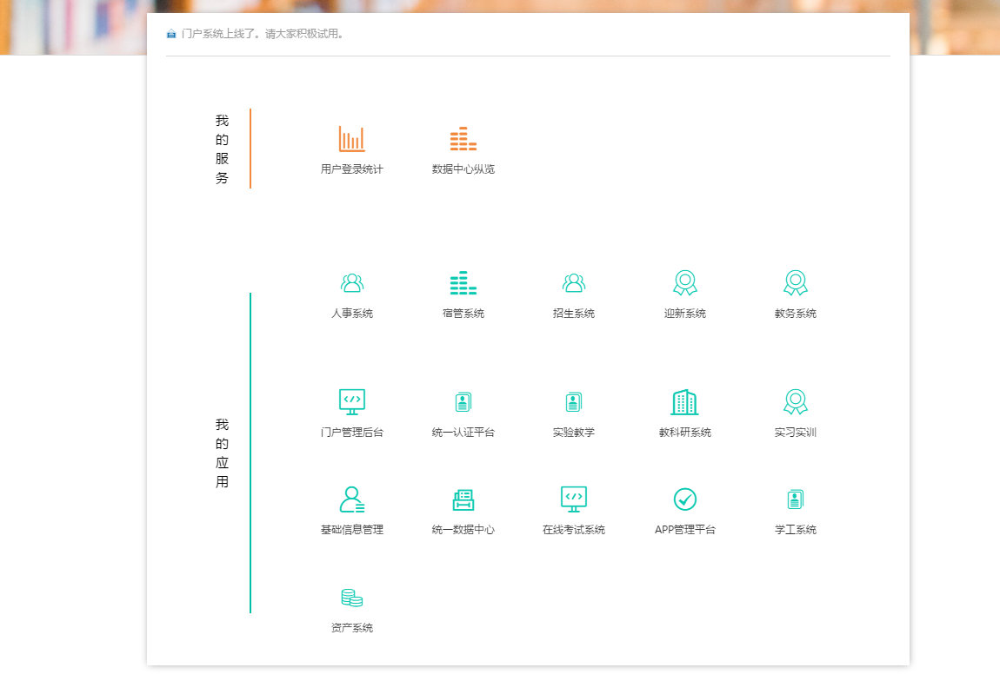 门户系统上线了。请大家积极试用。
我的服务
用户登录统计
数据中心纵览
我的应用
人事系统
宿管系统
招生系统
迎新系统
教务系统
门户管理后台
统一认证平台
实验教学
教科研系统
实习实训
基础信息管理
统一数据中心
在线考试系统
APP管理平台
学工系统
资产系统